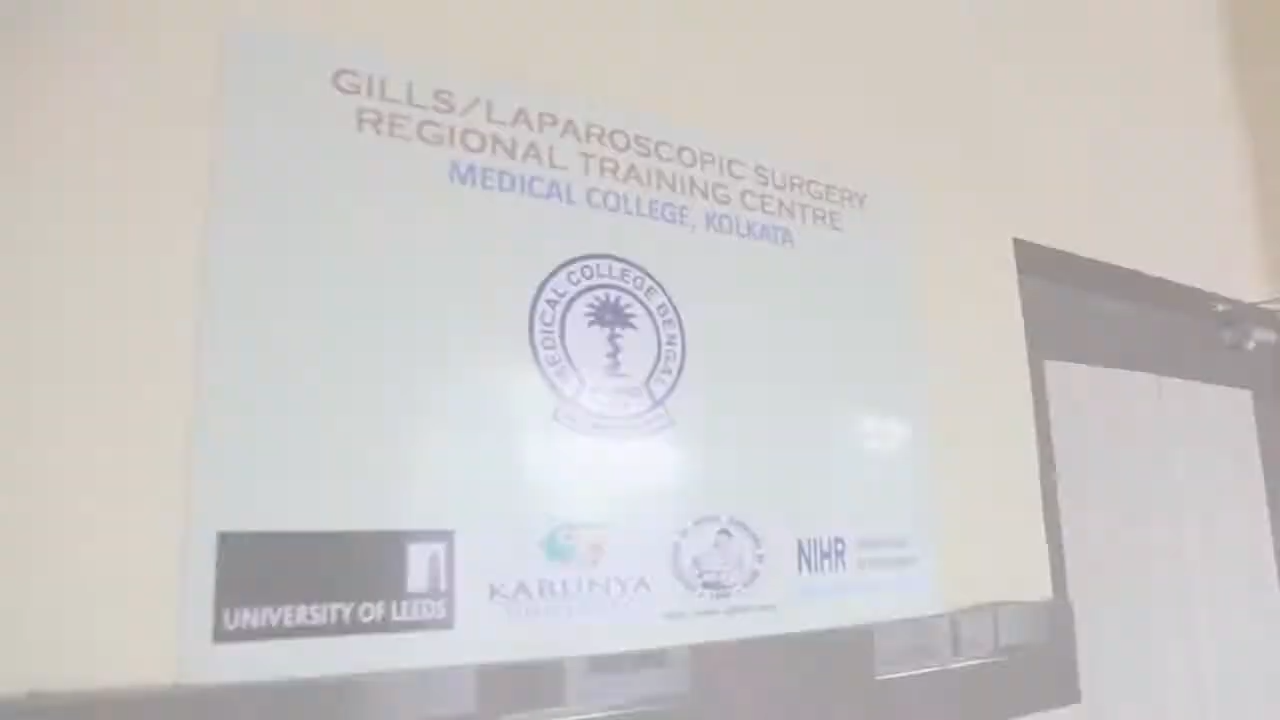 GILLS/LAPAROSCOPIC SURGERY
REGIONAL TRAINING CENTRE
MEDICAL COLLEGE, KOLKATA
MEDICAL COLLEGE BENGAL
UNIVERSITY OF LEEDS
KARUNYA
NIHR